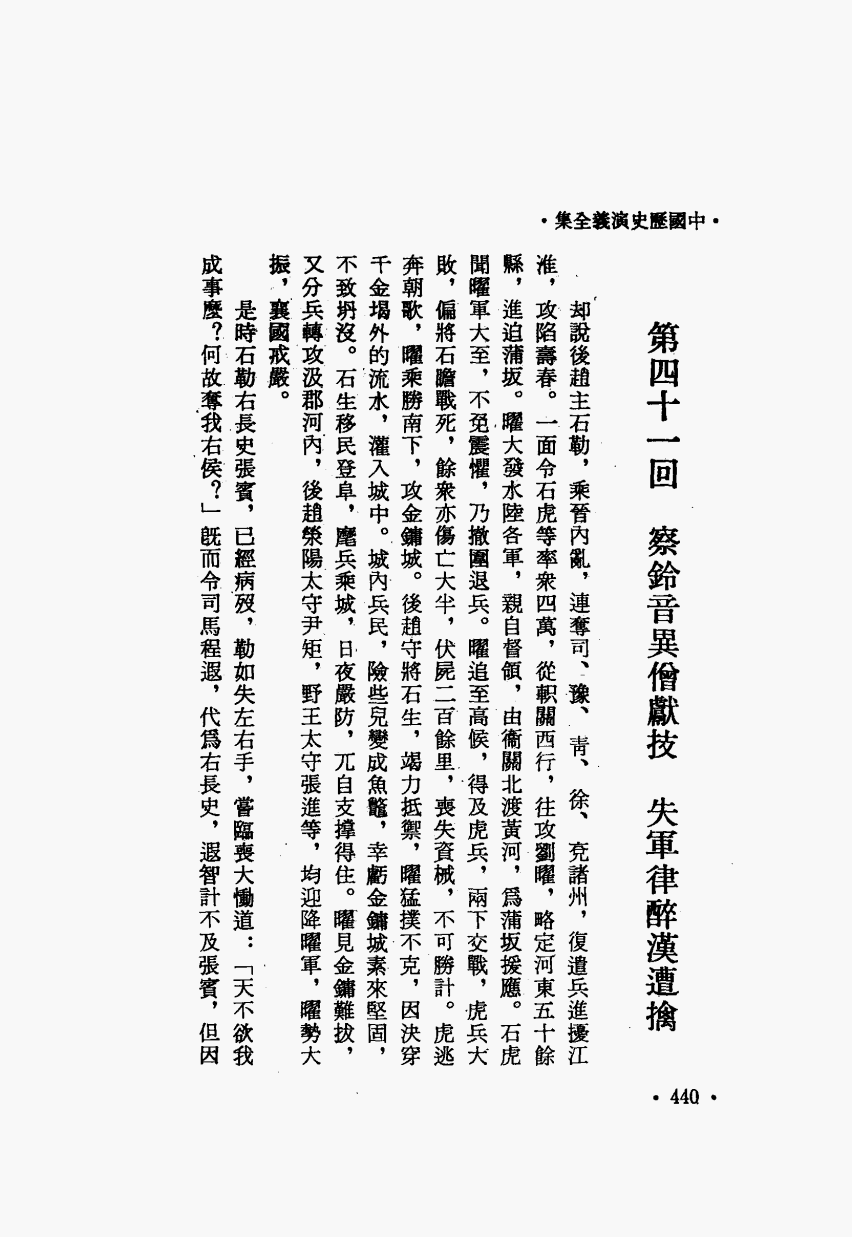 •中國歷史演義全集•
第四十一回　察鈴音異僧獻技　失軍律醉漢遭擒
却說後趙主石勒，乘晉內亂，連奪司、豫、靑、徐、兗諸州，復遣兵進擾江
淮，攻陷壽春。一面令石虎等率衆四萬，從軹關西行，往攻劉曜，略定河東五十餘
縣，進迫蒲坂。曜大發水陸各軍，親自督領，由衞關北渡黃河，爲蒲坂援應。石虎
聞曜軍大至，不免震懼，乃撤圍退兵。曜追至高候，得及虎兵，兩下交戰，虎兵大
敗，偏將石瞻戰死，餘衆亦傷亡大半，伏屍二百餘里，喪失資械，不可勝計。虎逃
奔朝歌，曜乘勝南下，攻金鏞城。後趙守將石生，竭力抵禦，曜猛撲不克，因決穿
千金堨外的流水，灌入城中。城內兵民，險些兒變成魚鼈，幸虧金鏞城素來堅固，
不致坍沒。石生移民登阜，麾兵乘城，日夜嚴防，兀自支撐得住。曜見金鏞難拔，
又分兵轉攻汲郡河內，後趙滎陽太守尹矩，野王太守張進等，均迎降曜軍，曜勢大
振，襄國戒嚴。
是時石勒右長史張賓，已經病歿，勒如失左右手，嘗臨喪大慟道：「天不欲我
成事麼？何故奪我右侯？」旣而令司馬程遐，代爲右長史，遐智計不及張賓，但因
•440•